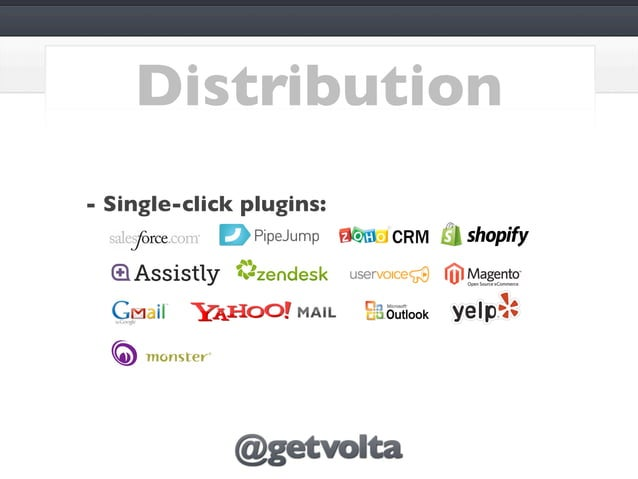 Distribution
- Single-click plugins:
salesforce.com PipeJump ZOHO CRM shopify
Assistly zendesk uservoice Magento
Open Source eCommerce
Gmail by Google YAHOO! MAIL Microsoft Outlook yelp
monster
@getvolta